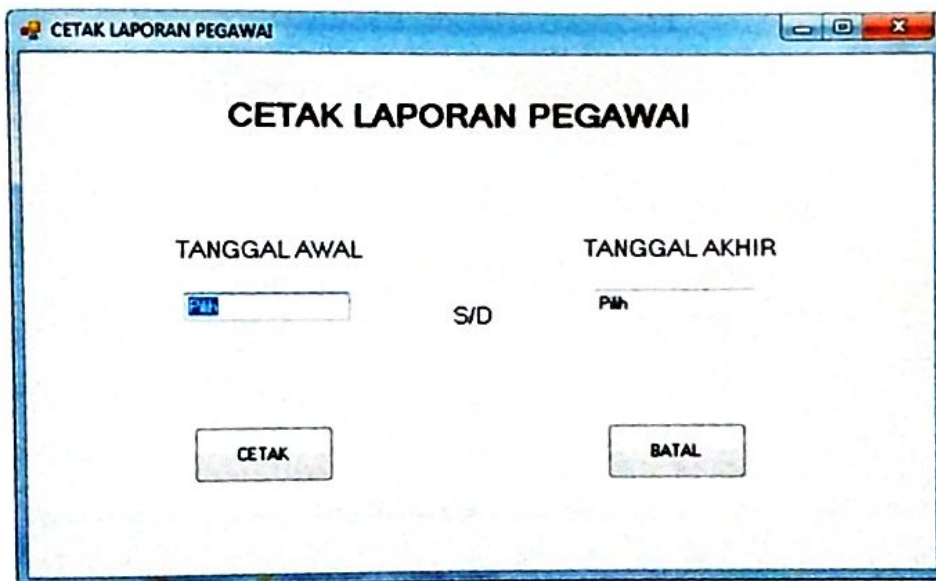 CETAK LAPORAN PEGAWAI
CETAK LAPORAN PEGAWAI
TANGGAL AWAL TANGGAL AKHIR
Pilih S/D Pilih
CETAK BATAL